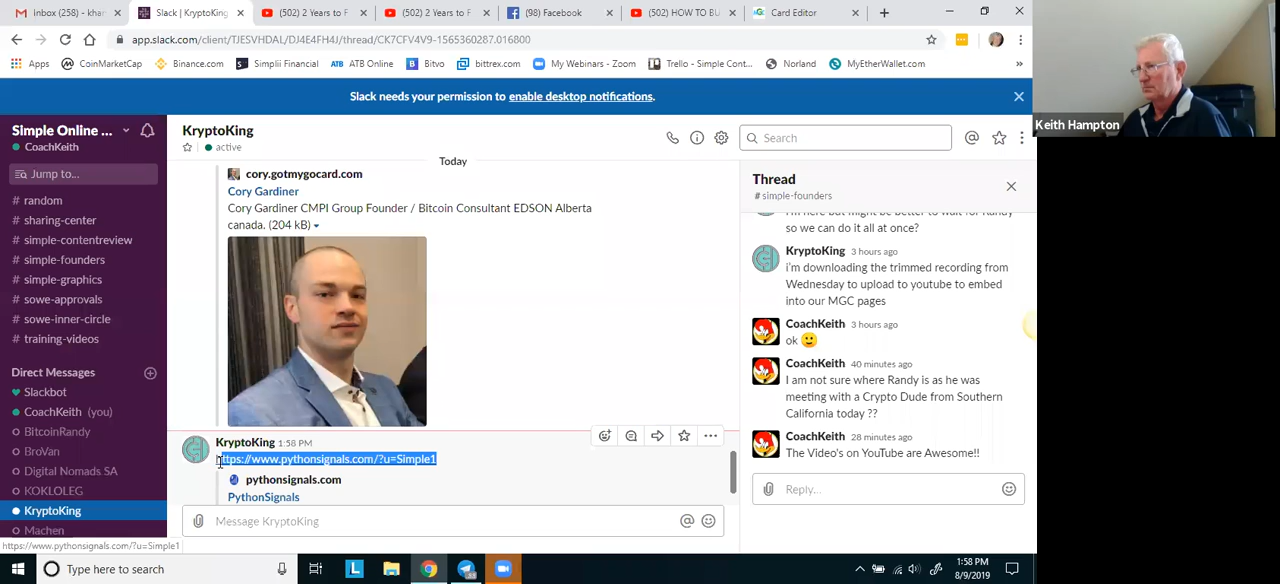 Inbox (258) - khar
Slack | KryptoKing
(502) 2 Years to F
(502) 2 Years to F
(98) Facebook
(502) HOW TO BU
Card Editor
app.slack.com/client/TJESVHDAL/DJ4E4FH4J/thread/CK7CFV4V9-1565360287.016800
Apps
CoinMarketCap
Binance.com
Simplii Financial
ATB ATB Online
Bitvo
bittrex.com
My Webinars - Zoom
Trello - Simple Cont...
Norland
MyEtherWallet.com
»
Slack needs your permission to enable desktop notifications.
Keith Hampton
Simple Online ...
CoachKeith
Jump to...
# random
# sharing-center
# simple-contentreview
# simple-founders
# simple-graphics
# sowe-approvals
# sowe-inner-circle
# training-videos
Direct Messages
Slackbot
CoachKeith (you)
BitcoinRandy
BroVan
Digital Nomads SA
KOKLOLEG
KryptoKing
Machen
https://www.pythonsignals.com/?u=Simple1
KryptoKing
active
Search
Today
cory.gotmygocard.com
Cory Gardiner
Cory Gardiner CMPI Group Founder / Bitcoin Consultant EDSON Alberta
canada. (204 kB)
KryptoKing 1:58 PM
https://www.pythonsignals.com/?u=Simple1
pythonsignals.com
PythonSignals
Message KryptoKing
Thread
# simple-founders
I'm here but might be better to wait for Randy
so we can do it all at once?
KryptoKing 3 hours ago
i'm downloading the trimmed recording from
Wednesday to upload to youtube to embed
into our MGC pages
CoachKeith 3 hours ago
ok
CoachKeith 40 minutes ago
I am not sure where Randy is as he was
meeting with a Crypto Dude from Southern
California today ??
CoachKeith 28 minutes ago
The Video's on YouTube are Awesome!!
Reply...
Type here to search
L
1:58 PM
8/9/2019